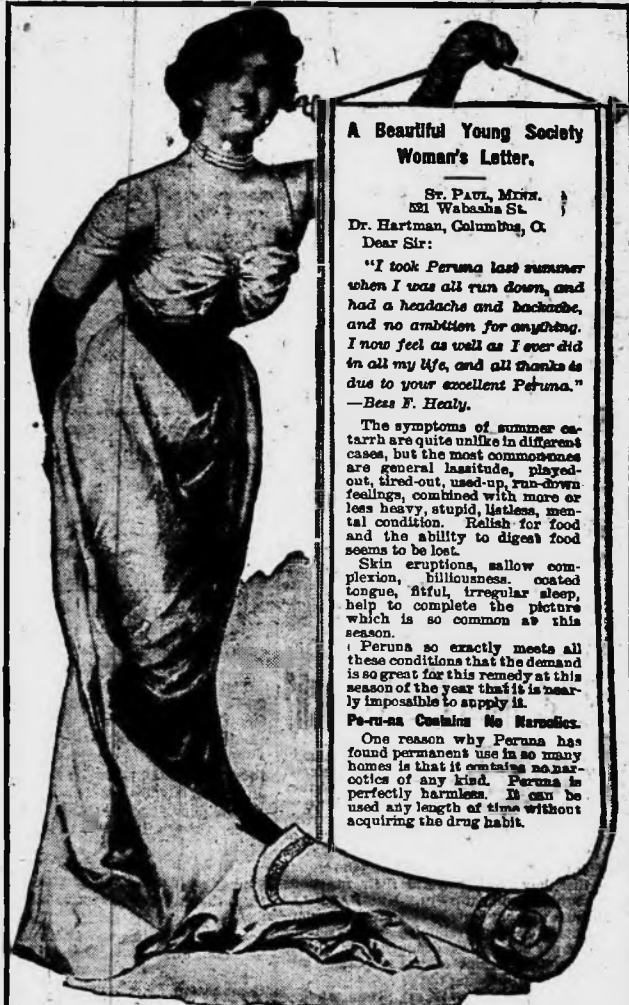 A Beautiful Young Society
Woman's Letter.
ST. PAUL, MINN.
521 Wabasha St.
Dr. Hartman, Columbus, O.
Dear Sir:
"I took Peruna last summer
when I was all run down, and
had a headache and backache,
and no ambition for anything.
I now feel as well as I ever did
in all my life, and all thanks is
due to your excellent Peruna."
—Bess F. Healy.
The symptoms of summer ca-
tarrh are quite unlike in different
cases, but the most common ones
are general lassitude, played-
out, tired-out, used-up, run-down
feelings, combined with more or
less heavy, stupid, listless, men-
tal condition. Relish for food
and the ability to digest food
seems to be lost.
Skin eruptions, sallow com-
plexion, billiousness. coated
tongue, fitful, irregular sleep,
help to complete the picture
which is so common at this
season.
Peruna so exactly meets all
these conditions that the demand
is so great for this remedy at this
season of the year that it is near-
ly impossible to supply it.
Pe-ru-na Contains No Narcotics.
One reason why Peruna has
found permanent use in so many
homes is that it contains no nar-
cotics of any kind. Peruna is
perfectly harmless. It can be
used any length of time without
acquiring the drug habit.